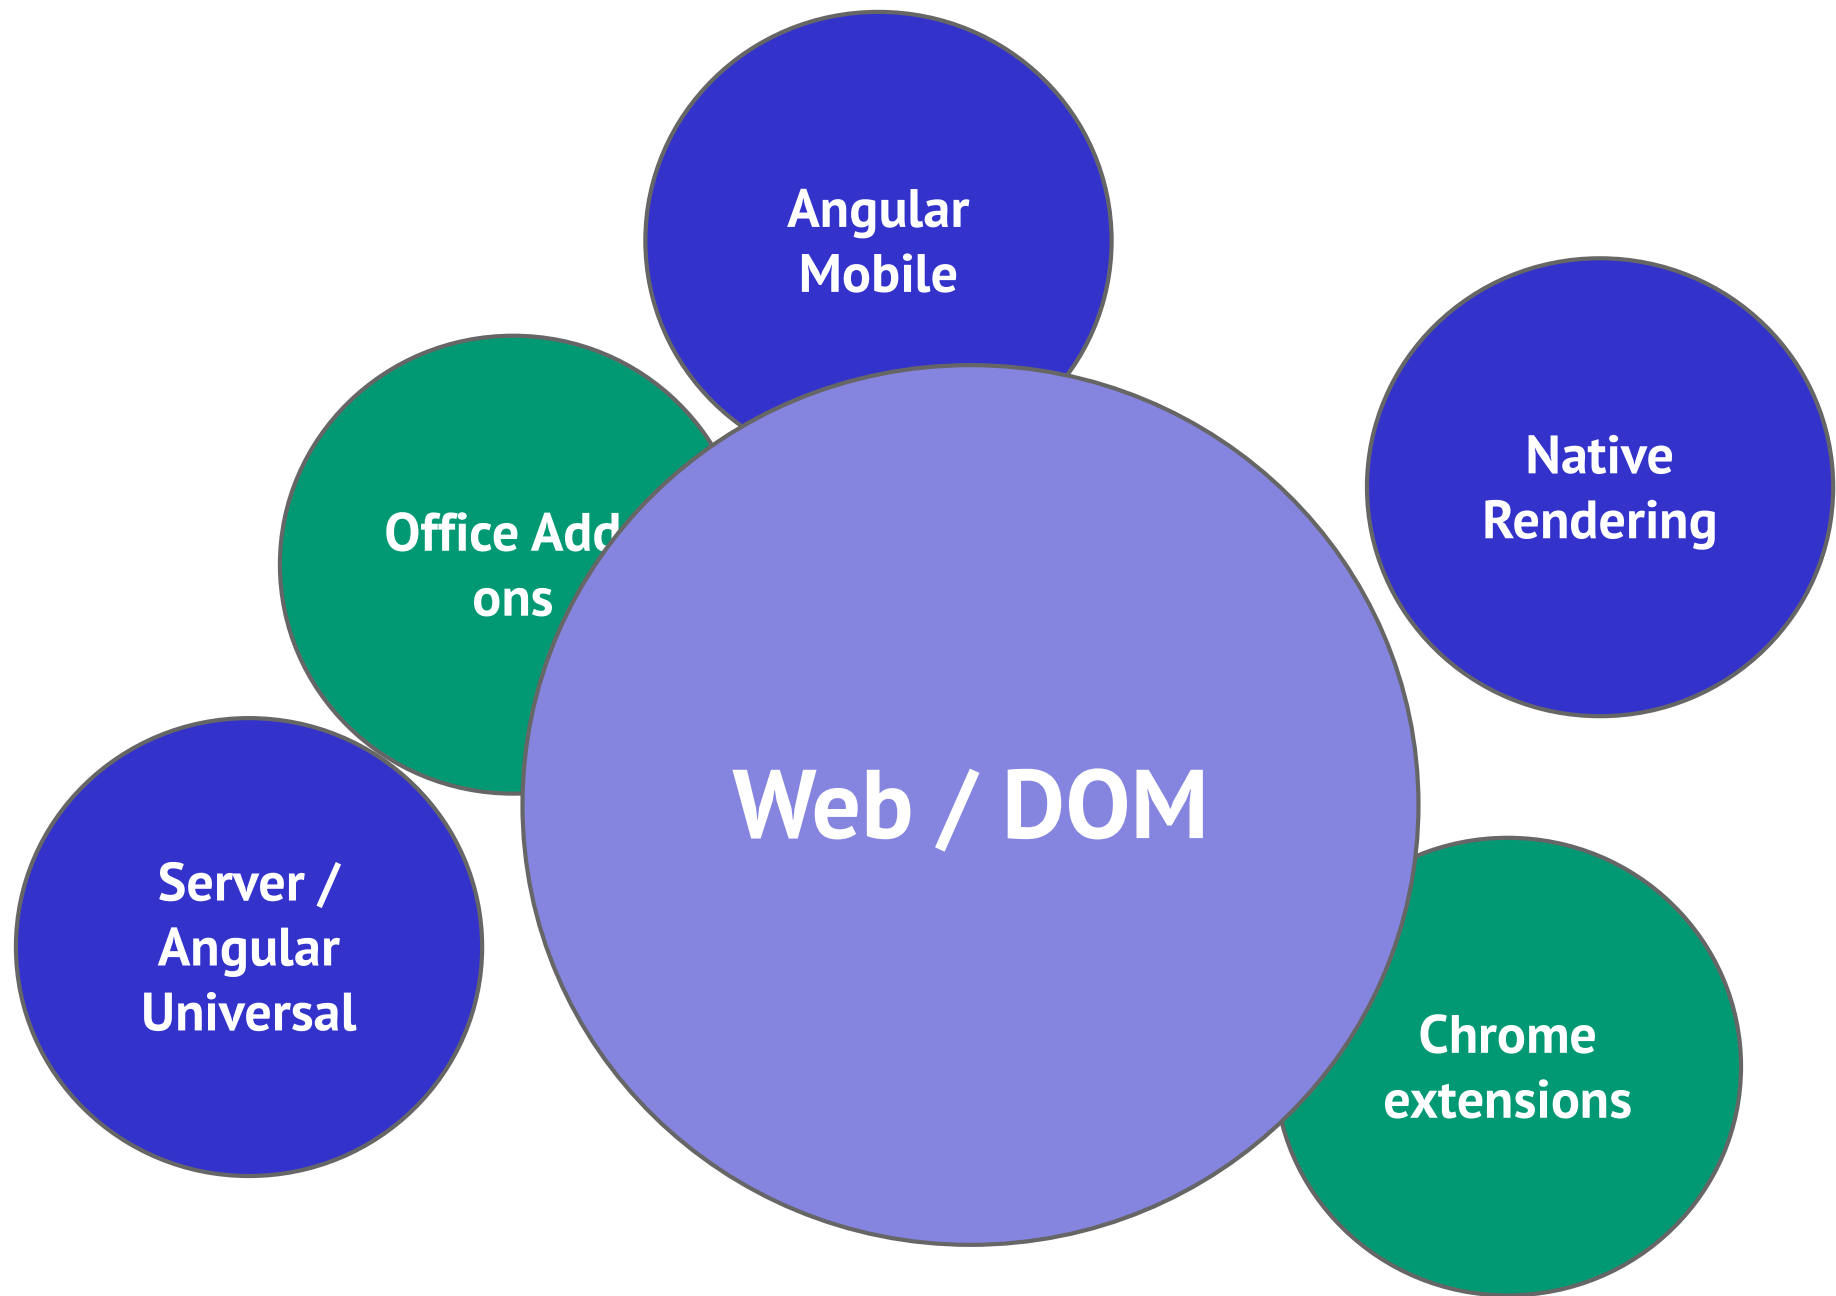 Angular
Mobile
Native
Rendering
Office Add
ons
Web / DOM
Server /
Angular
Universal
Chrome
extensions